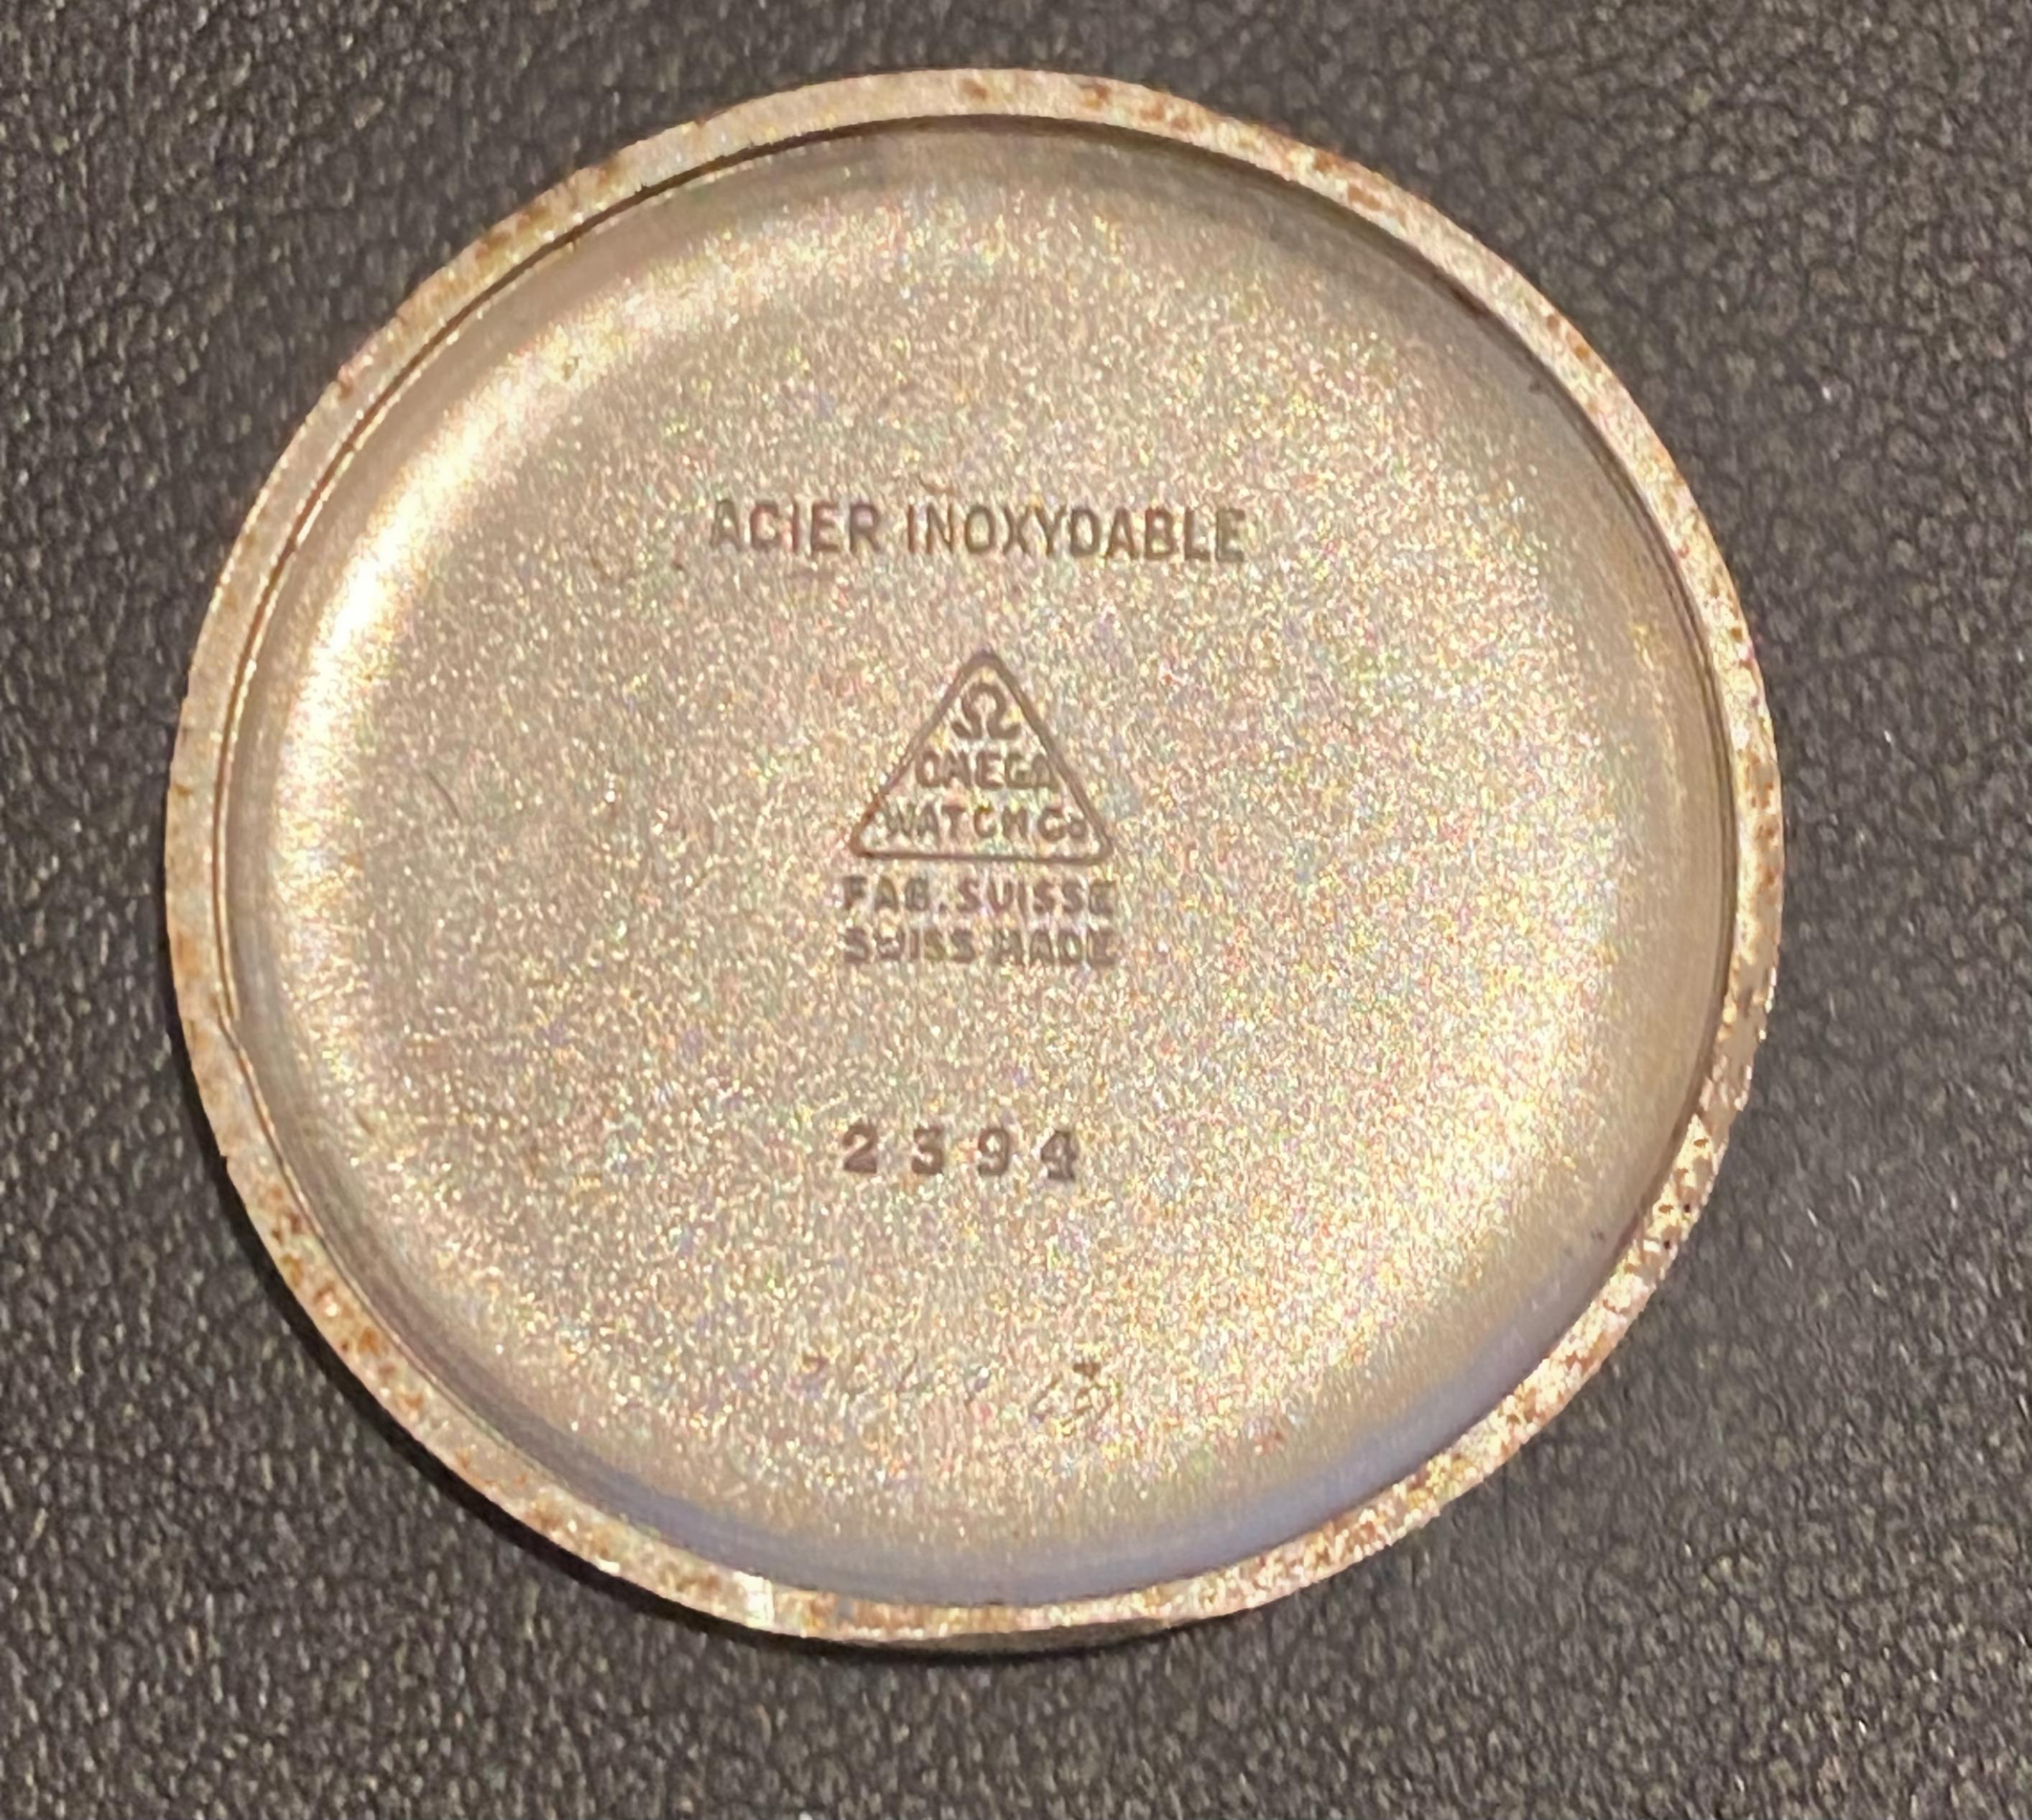 ACIER INOXYDABLE
Ω
OMEGA
WATCH Co
FAB. SUISSE
SWISS MADE
2394